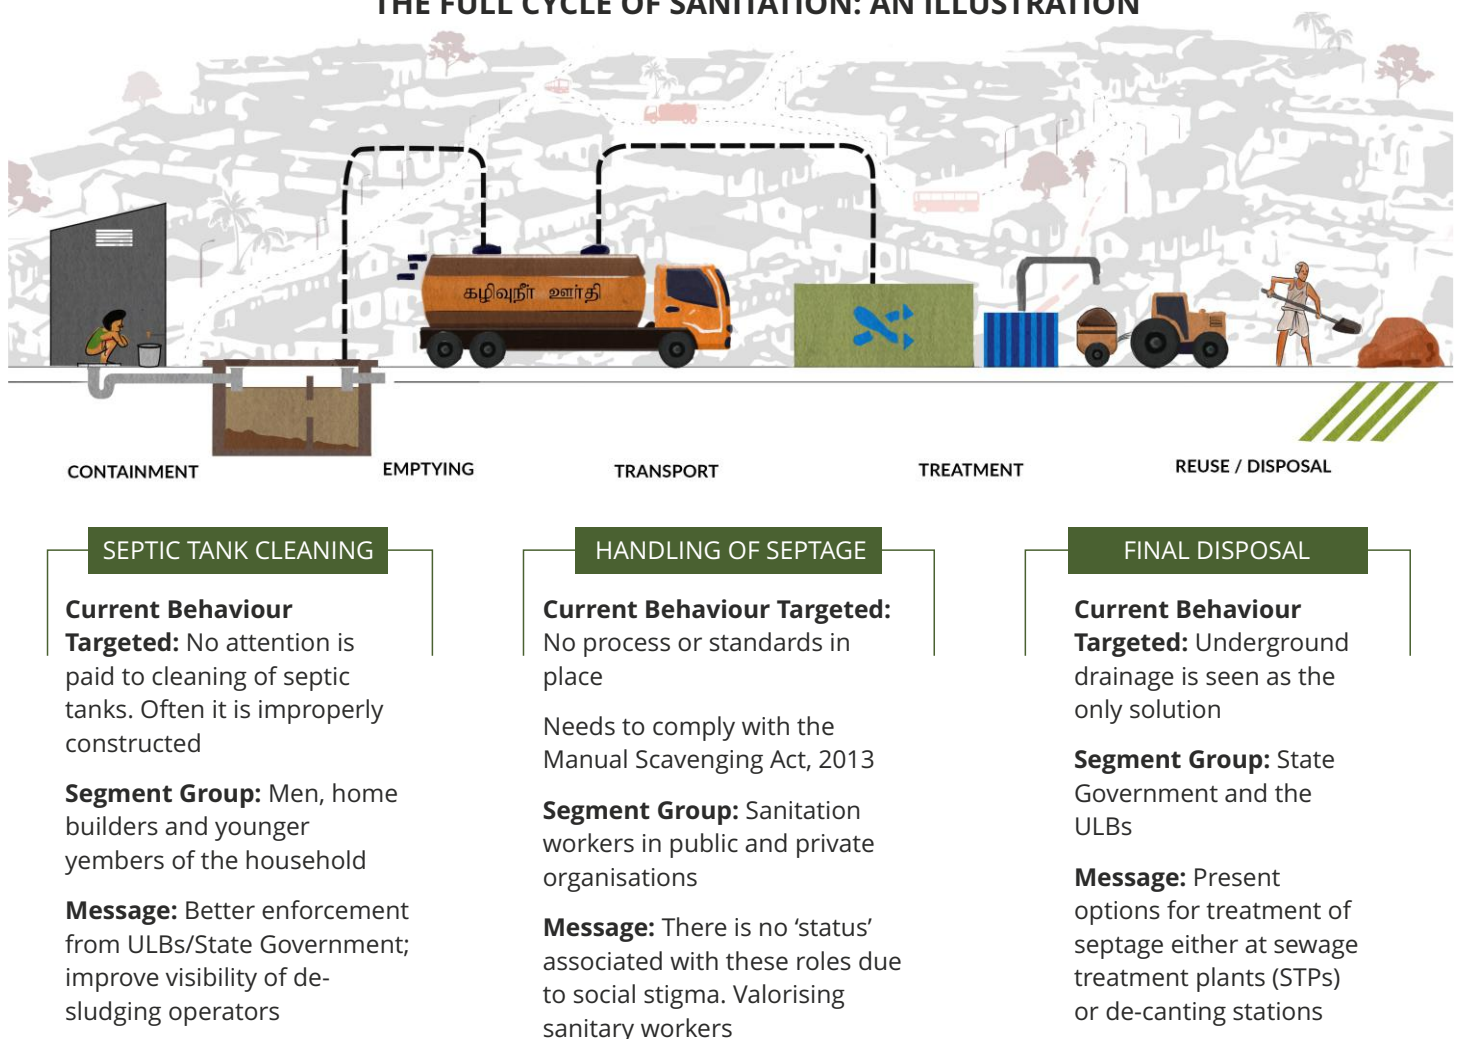 THE FULL CYCLE OF SANITATION: AN ILLUSTRATION
கழிவுநீர் ஊர்தி
CONTAINMENT
EMPTYING
TRANSPORT
TREATMENT
REUSE / DISPOSAL
SEPTIC TANK CLEANING
Current Behaviour
Targeted: No attention is
paid to cleaning of septic
tanks. Often it is improperly
constructed
Segment Group: Men, home
builders and younger
yembers of the household
Message: Better enforcement
from ULBs/State Government;
improve visibility of de-
sludging operators
HANDLING OF SEPTAGE
Current Behaviour Targeted:
No process or standards in
place
Needs to comply with the
Manual Scavenging Act, 2013
Segment Group: Sanitation
workers in public and private
organisations
Message: There is no ‘status’
associated with these roles due
to social stigma. Valorising
sanitary workers
FINAL DISPOSAL
Current Behaviour
Targeted: Underground
drainage is seen as the
only solution
Segment Group: State
Government and the
ULBs
Message: Present
options for treatment of
septage either at sewage
treatment plants (STPs)
or de-canting stations